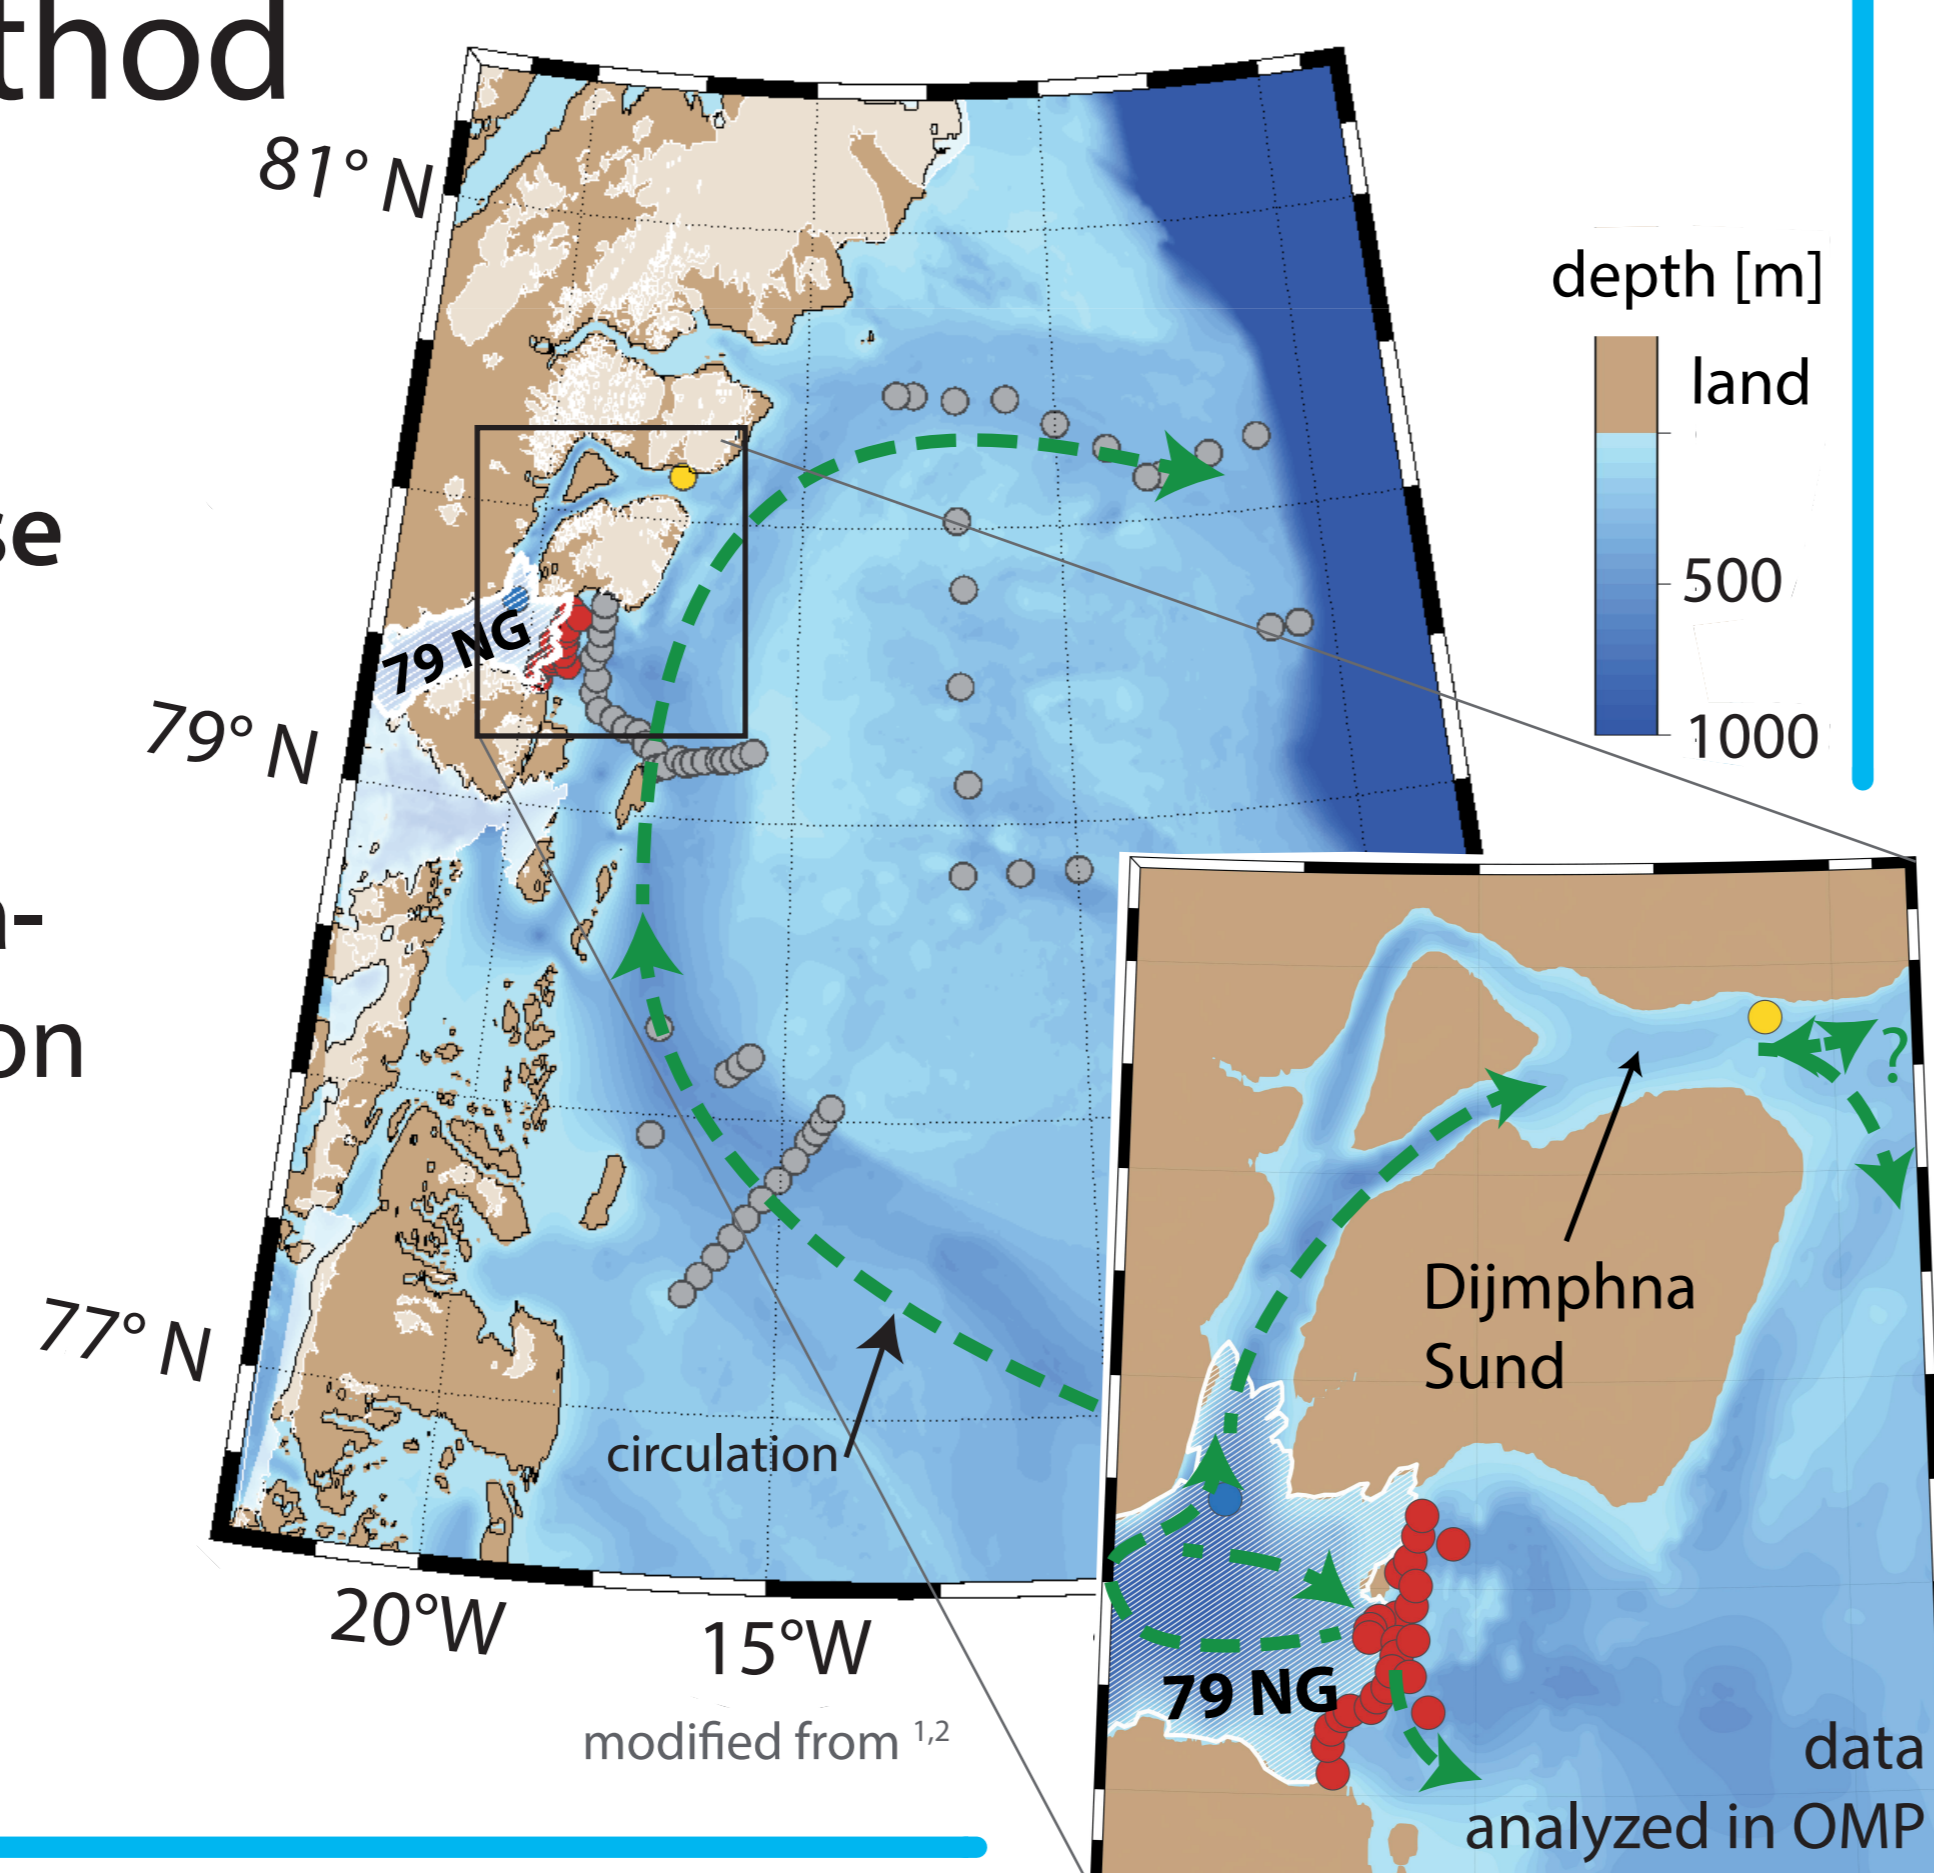 thod
81° N
se
79° N
a-
on
77° N
20°W
15°W
depth [m]
land
500
1000
79 NG
circulation
modified from 1,2
Dijmphna
Sund
?
79 NG
data
analyzed in OMP